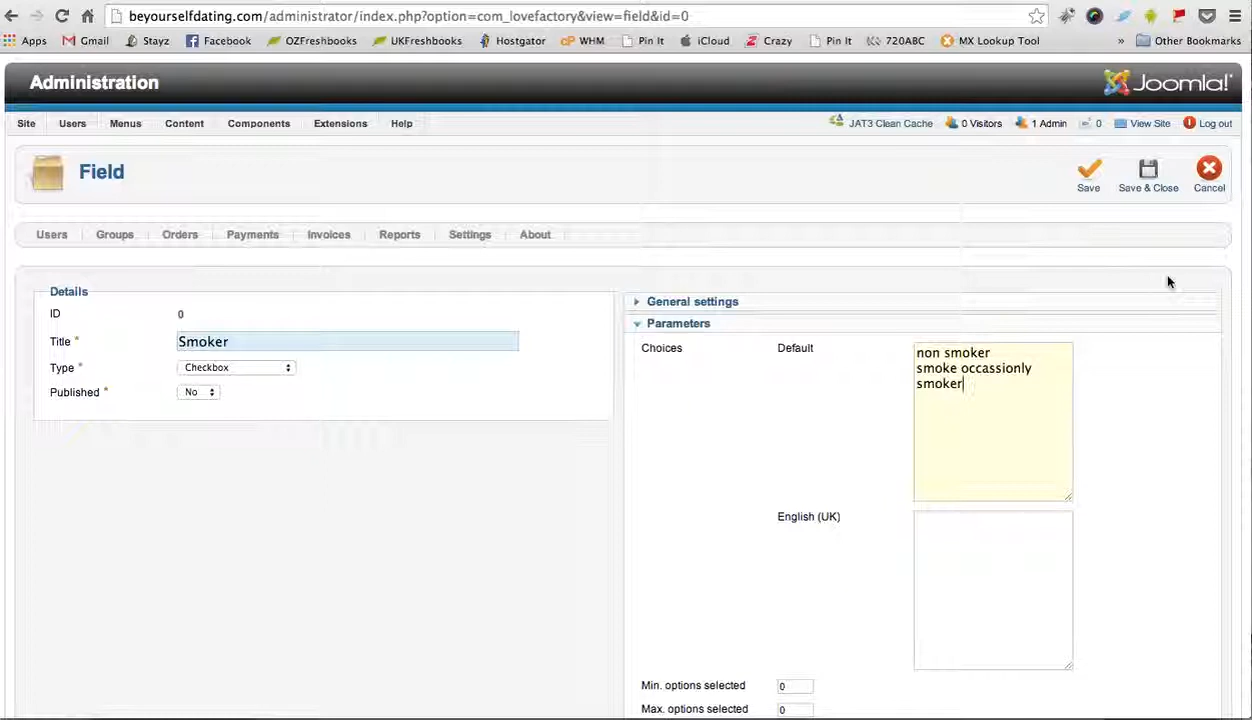 beyourselfdating.com/administrator/index.php?option=com_lovefactory&view=field&id=0
Apps Gmail Stayz Facebook OZFreshbooks UKFreshbooks Hostgator WHM Pin It iCloud Crazy Pin It 720ABC MX Lookup Tool » Other Bookmarks
Administration Joomla!
Site Users Menus Content Components Extensions Help JAT3 Clean Cache 0 Visitors 1 Admin 0 View Site Log out
Field Save Save & Close Cancel
Users Groups Orders Payments Invoices Reports Settings About
Details
ID 0
Title * Smoker
Type * Checkbox
Published * No
General settings
Parameters
Choices Default
non smoker
smoke occassionly
smoker
English (UK)
Min. options selected 0
Max. options selected 0